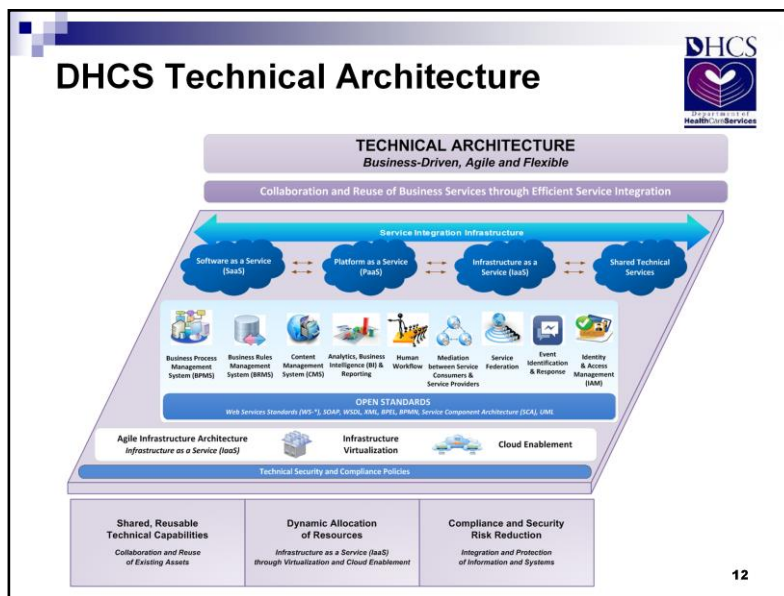 DHCS Technical Architecture
DHCS
Department of
HealthCareServices
TECHNICAL ARCHITECTURE
Business-Driven, Agile and Flexible
Collaboration and Reuse of Business Services through Efficient Service Integration
Service Integration Infrastructure
Software as a Service
(SaaS)
Platform as a Service
(PaaS)
Infrastructure as a
Service (IaaS)
Shared Technical
Services
Business Process
Management
System (BPMS)
Business Rules
Management
System (BRMS)
Content
Management
System (CMS)
Analytics, Business
Intelligence (BI) &
Reporting
Human
Workflow
Mediation
between Service
Consumers &
Service Providers
Service
Federation
Event
Identification
& Response
Identity
& Access
Management
(IAM)
OPEN STANDARDS
Web Services Standards (WS-*), SOAP, WSDL, XML, BPEL, BPMN, Service Component Architecture (SCA), UML
Agile Infrastructure Architecture
Infrastructure as a Service (IaaS)
Infrastructure
Virtualization
Cloud Enablement
Technical Security and Compliance Policies
Shared, Reusable
Technical Capabilities
Collaboration and Reuse
of Existing Assets
Dynamic Allocation
of Resources
Infrastructure as a Service (IaaS)
through Virtualization and Cloud Enablement
Compliance and Security
Risk Reduction
Integration and Protection
of Information and Systems
12